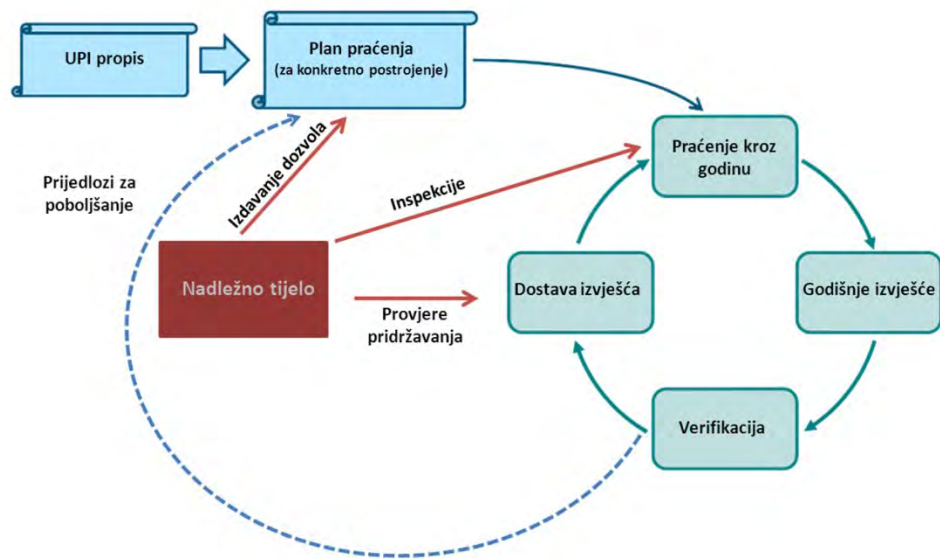 UPI propis
Plan praćenja
(za konkretno postrojenje)
Izdavanje dozvola
Praćenje kroz
godinu
Prijedlozi za
poboljšanje
Inspekcije
Nadležno tijelo
Dostava izvješća
Godišnje izvješće
Provjere
pridržavanja
Verifikacija